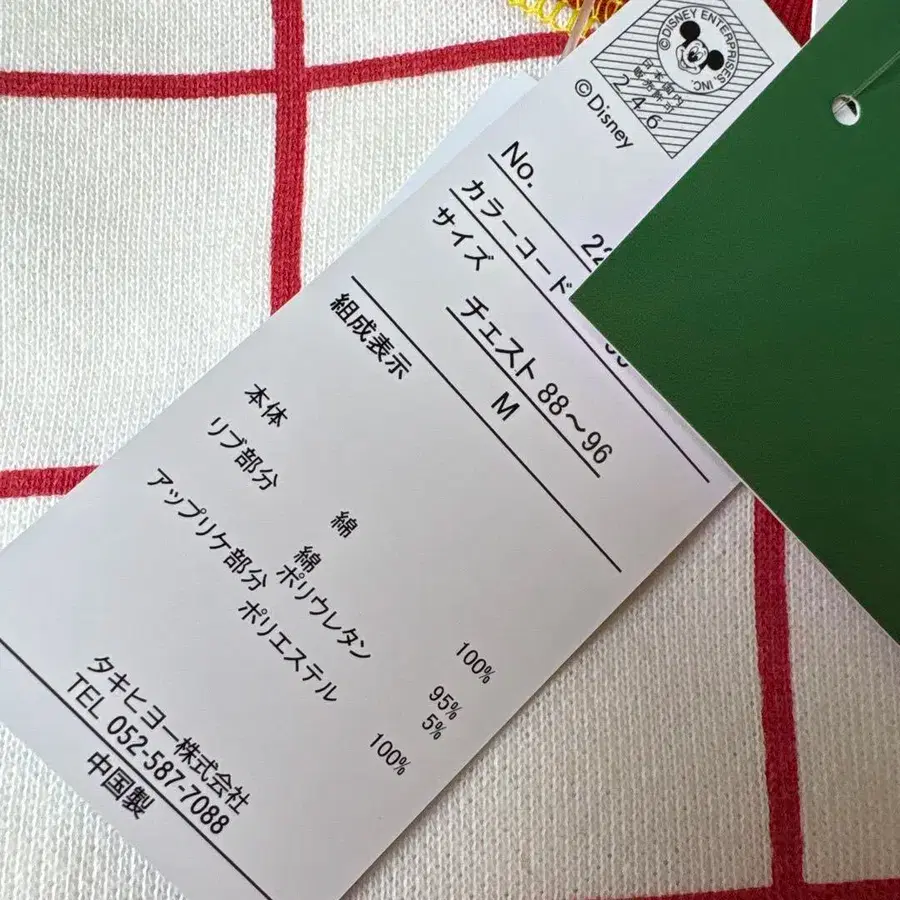 ©DISNEY ENTERPRISES, INC.
日本国内
販売許可
246
©Disney
No. 22
カラーコード
サイズ
チェスト 88〜96
M
組成表示
本体
綿 100%
リブ部分
綿 95%
ポリウレタン 5%
アップリケ部分
ポリエステル 100%
タキヒヨー株式会社
TEL 052-587-7088
中国製